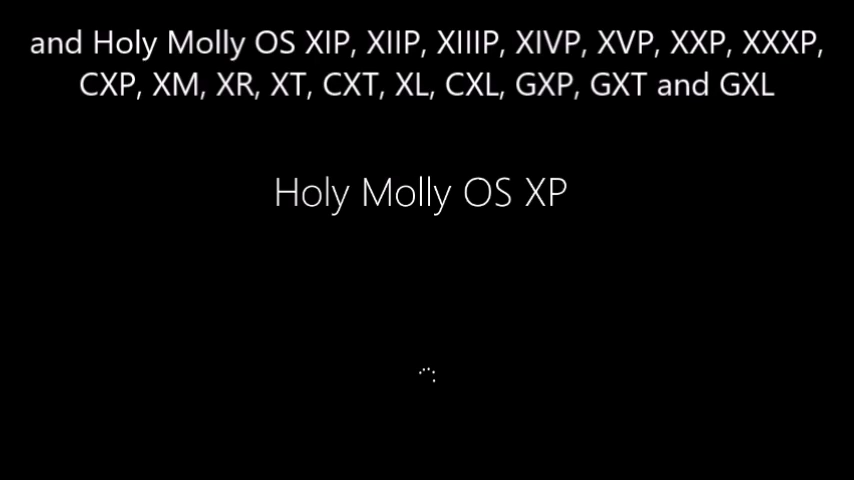 and Holy Molly OS XIP, XIIP, XIIIP, XIVP, XVP, XXP, XXXP,
CXP, XM, XR, XT, CXT, XL, CXL, GXP, GXT and GXL
Holy Molly OS XP